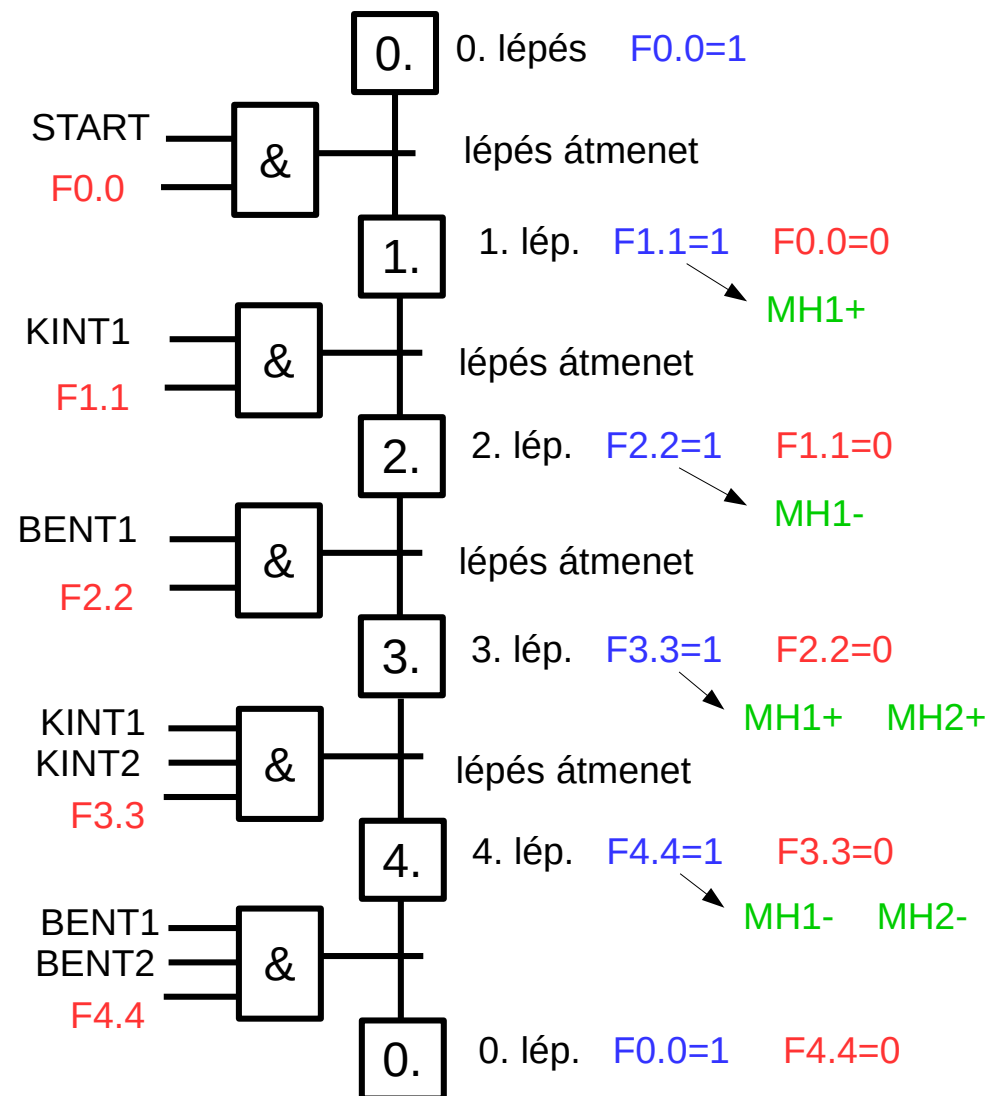 0. 0. lépés F0.0=1
START
& lépés átmenet
F0.0
1. 1. lép. F1.1=1 F0.0=0
MH1+
KINT1
& lépés átmenet
F1.1
2. 2. lép. F2.2=1 F1.1=0
MH1-
BENT1
& lépés átmenet
F2.2
3. 3. lép. F3.3=1 F2.2=0
MH1+ MH2+
KINT1
KINT2 & lépés átmenet
F3.3
4. 4. lép. F4.4=1 F3.3=0
MH1- MH2-
BENT1
BENT2 &
F4.4
0. 0. lép. F0.0=1 F4.4=0